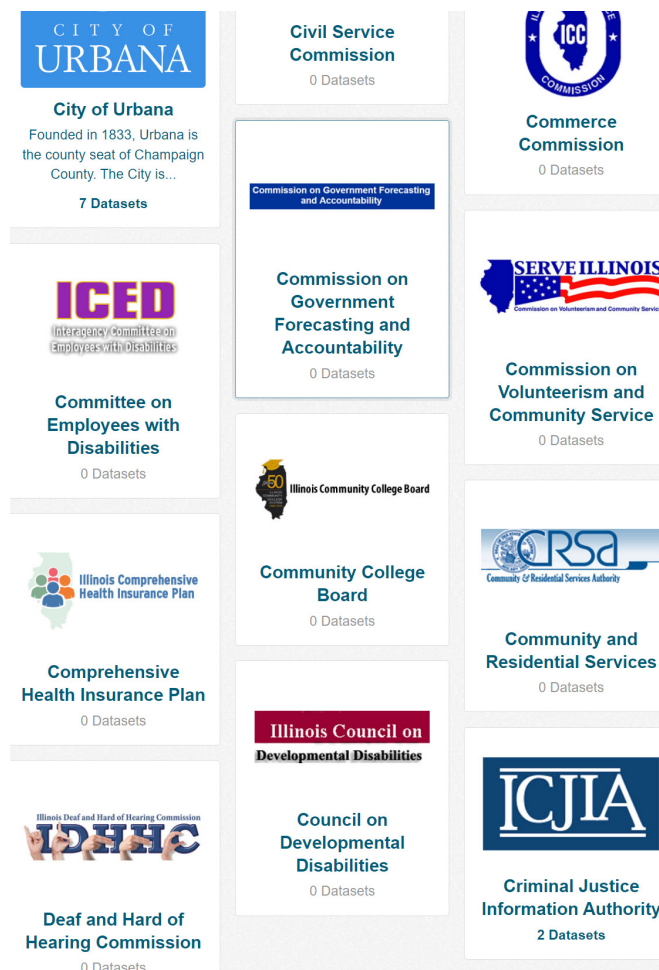 CITY OF
URBANA
City of Urbana
Founded in 1833, Urbana is
the county seat of Champaign
County. The City is...
7 Datasets
ICED
Interagency Committee on
Employees with Disabilities
Committee on
Employees with
Disabilities
0 Datasets
Illinois Comprehensive
Health Insurance Plan
Comprehensive
Health Insurance Plan
0 Datasets
Illinois Deaf and Hard of Hearing Commission
IDHHC
Deaf and Hard of
Hearing Commission
0 Datasets
Civil Service
Commission
0 Datasets
Commission on Government Forecasting
and Accountability
Commission on
Government
Forecasting and
Accountability
0 Datasets
50
Illinois Community College Board
Community College
Board
0 Datasets
Illinois Council on
Developmental Disabilities
Council on
Developmental
Disabilities
0 Datasets
ICC
COMMISSION
Commerce
Commission
0 Datasets
SERVE ILLINOIS
Commission on Volunteerism and Community Servic
Commission on
Volunteerism and
Community Service
0 Datasets
CRSa
Community & Residential Services Authority
Community and
Residential Services
0 Datasets
ICJIA
Criminal Justice
Information Authority
2 Datasets